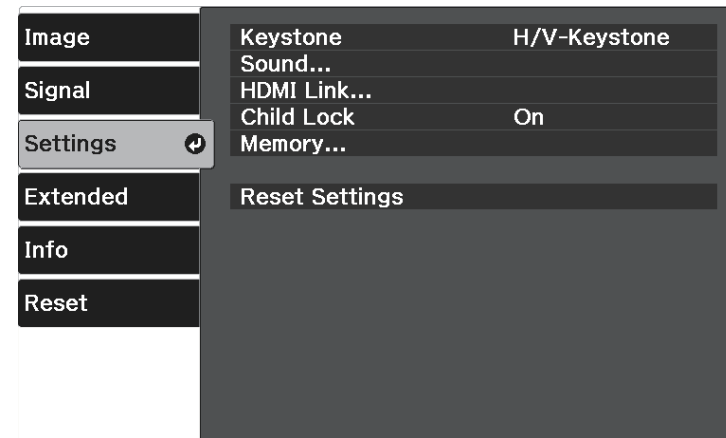 Image
Signal
Settings
Extended
Info
Reset
Keystone H/V-Keystone
Sound...
HDMI Link...
Child Lock On
Memory...
Reset Settings